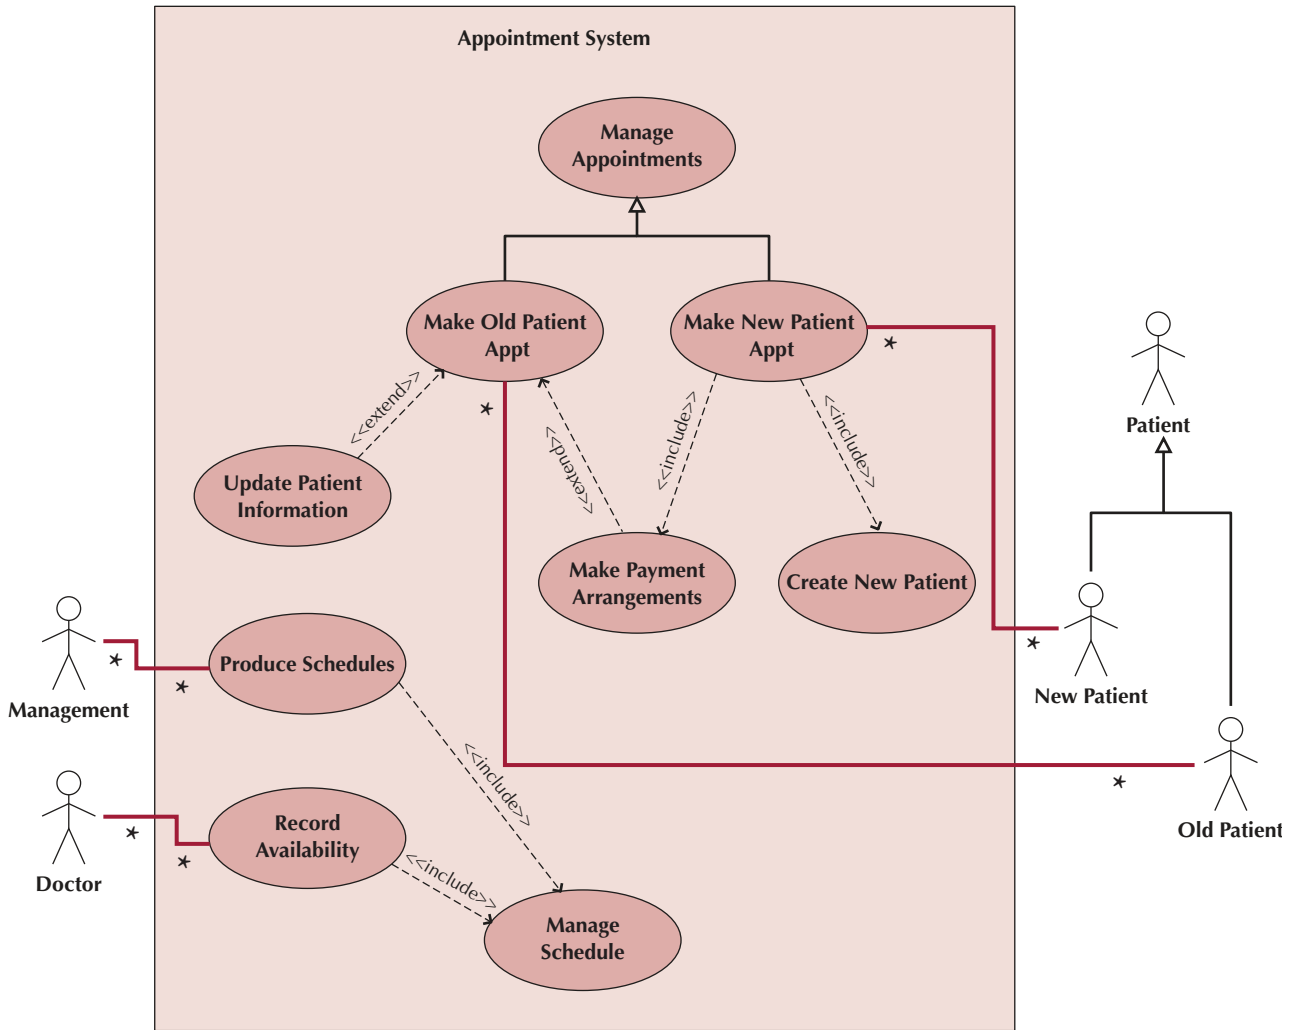 Appointment System
Manage
Appointments
Make Old Patient
Appt
Make New Patient
Appt
*
*
<<extend>>
<<extend>>
<<include>>
<<include>>
Patient
Update Patient
Information
Make Payment
Arrangements
Create New Patient
*
New Patient
Management
*
*
Produce Schedules
<<include>>
*
Old Patient
Doctor
*
*
Record
Availability
<<include>>
Manage
Schedule